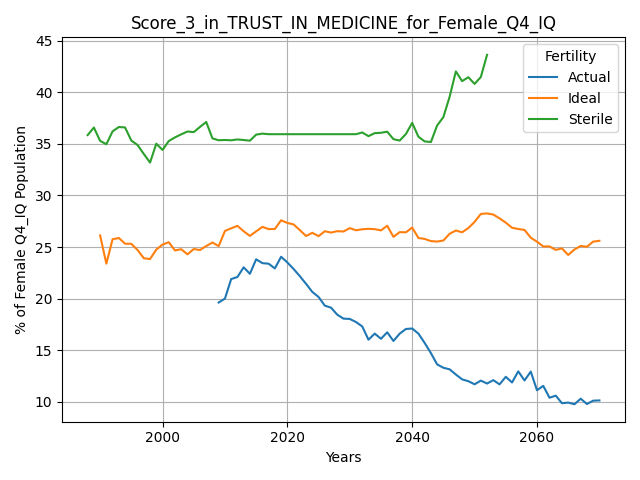 Score_3_in_TRUST_IN_MEDICINE_for_Female_Q4_IQ
% of Female Q4_IQ Population
45
40
35
30
25
20
15
10
Fertility
Actual
Ideal
Sterile
2000 2020 2040 2060
Years